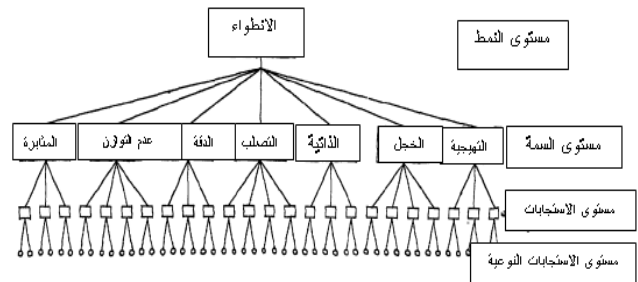 الانطواء
مستوى النمط
مستوى السمة
التهيجية
الخجل
الذاتية
التصلب
الدقة
عدم التوازن
المثابرة
مستوى الاستجابات
مستوى الاستجابات النوعية